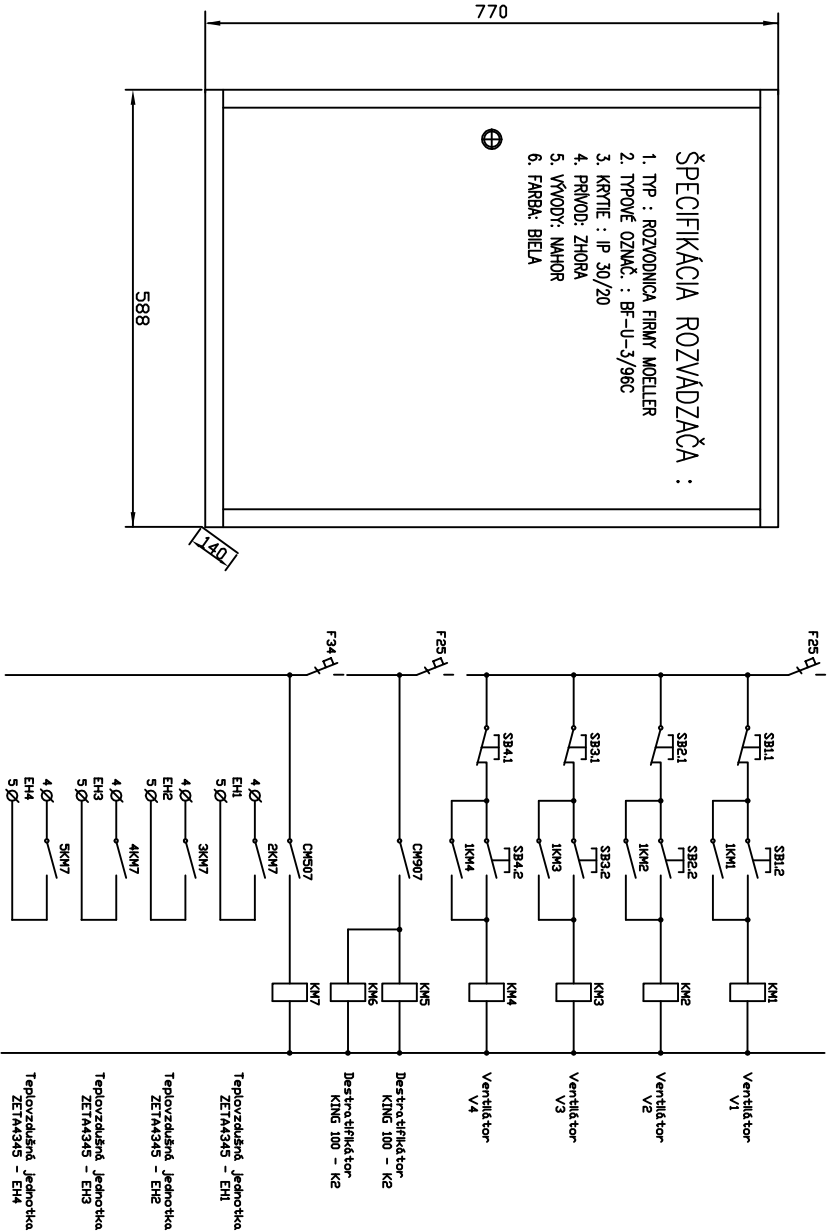 770
588
140
ŠPECIFIKÁCIA ROZVÁDZAČA :
1. TYP : ROZVODNICA FIRMY MOELLER
2. TYPOVÉ OZNAČ. : BF-U-3/96C
3. KRYTIE : IP 30/20
4. PRÍVOD: ZHORA
5. VÝVODY: NAHOR
6. FARBA: BIELA
F25
SB1.1
SB1.2
1KM1
KM1
Ventilátor
V1
SB2.1
SB2.2
1KM2
KM2
Ventilátor
V2
SB3.1
SB3.2
1KM3
KM3
Ventilátor
V3
SB4.1
SB4.2
1KM4
KM4
Ventilátor
V4
F25
CM907
KM5
Destratifikátor
KING 100 - K2
KM6
Destratifikátor
KING 100 - K2
F34
CM507
KM7
4
EH1
5
2KM7
Teplovzdušná jednotka
ZETA4345 - EH1
4
EH2
5
3KM7
Teplovzdušná jednotka
ZETA4345 - EH2
4
EH3
5
4KM7
Teplovzdušná jednotka
ZETA4345 - EH3
4
EH4
5
5KM7
Teplovzdušná jednotka
ZETA4345 - EH4